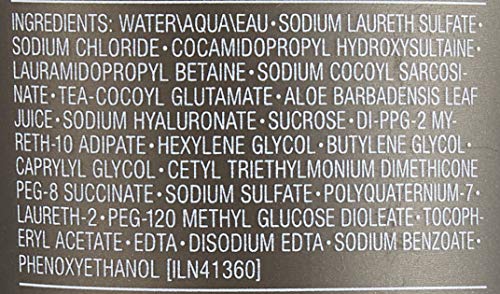 INGREDIENTS: WATER\AQUA\EAU•SODIUM LAURETH SULFATE•
SODIUM CHLORIDE•COCAMIDOPROPYL HYDROXYSULTAINE•
LAURAMIDOPROPYL BETAINE•SODIUM COCOYL SARCOSI-
NATE•TEA-COCOYL GLUTAMATE•ALOE BARBADENSIS LEAF
JUICE•SODIUM HYALURONATE•SUCROSE•DI-PPG-2 MY-
RETH-10 ADIPATE•HEXYLENE GLYCOL•BUTYLENE GLYCOL•
CAPRYLYL GLYCOL•CETYL TRIETHYLMONIUM DIMETHICONE
PEG-8 SUCCINATE•SODIUM SULFATE•POLYQUATERNIUM-7•
LAURETH-2•PEG-120 METHYL GLUCOSE DIOLEATE•TOCOPH-
ERYL ACETATE•EDTA•DISODIUM EDTA•SODIUM BENZOATE•
PHENOXYETHANOL [ILN41360]